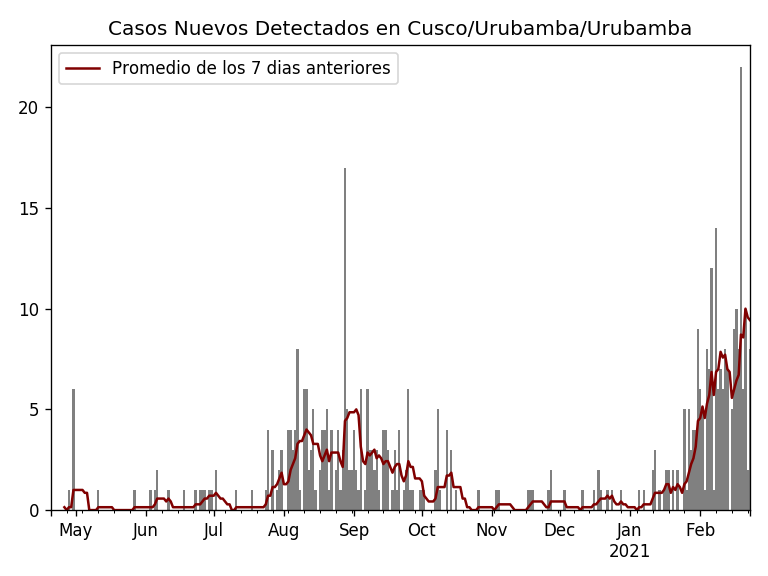 Casos Nuevos Detectados en Cusco/Urubamba/Urubamba
Promedio de los 7 dias anteriores
20
15
10
5
0
May Jun Jul Aug Sep Oct Nov Dec Jan Feb
2021